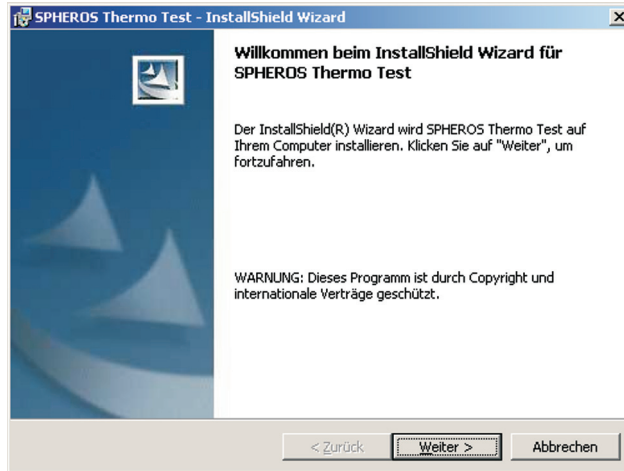 SPHEROS Thermo Test - InstallShield Wizard
Willkommen beim InstallShield Wizard für
SPHEROS Thermo Test
Der InstallShield(R) Wizard wird SPHEROS Thermo Test auf
Ihrem Computer installieren. Klicken Sie auf "Weiter", um
fortzufahren.
WARNUNG: Dieses Programm ist durch Copyright und
internationale Verträge geschützt.
< Zurück
Weiter >
Abbrechen